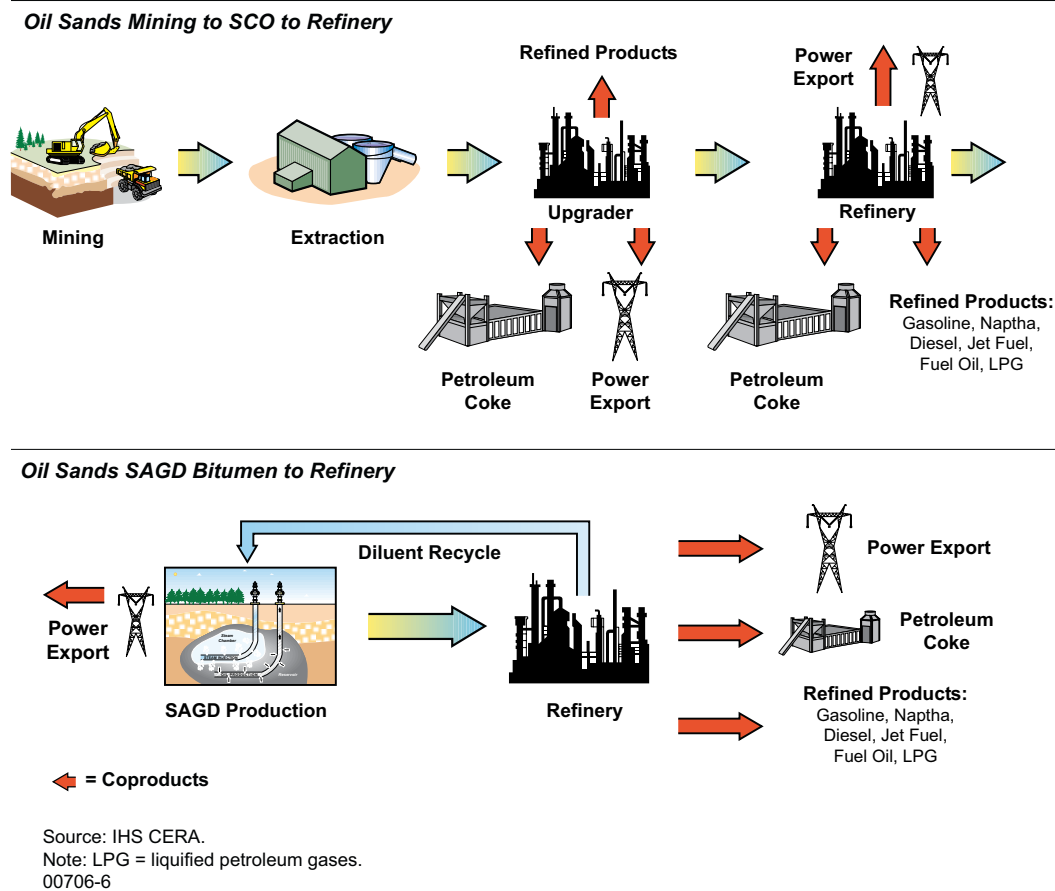 Oil Sands Mining to SCO to Refinery
Refined Products
Power
Export
Mining
Extraction
Upgrader
Refinery
Petroleum
Coke
Power
Export
Petroleum
Coke
Refined Products:
Gasoline, Naptha,
Diesel, Jet Fuel,
Fuel Oil, LPG
Oil Sands SAGD Bitumen to Refinery
Diluent Recycle
Power
Export
Steam
Chamber
Reservoir
SAGD Production
Refinery
Power Export
Petroleum
Coke
Refined Products:
Gasoline, Naptha,
Diesel, Jet Fuel,
Fuel Oil, LPG
= Coproducts
Source: IHS CERA.
Note: LPG = liquified petroleum gases.
00706-6